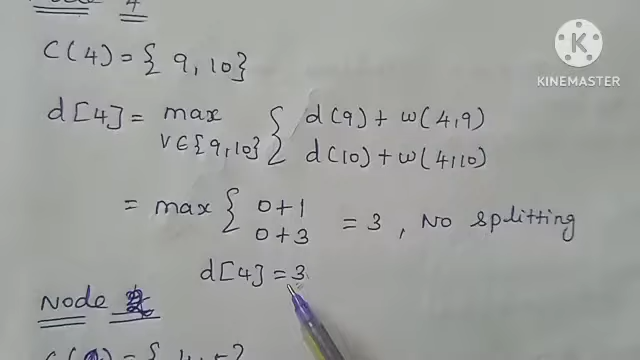 Node 4
C(4) = { 9, 10}
d[4] = max V∈{9,10} { d(9) + w(4,9)
d(10) + w(4,10)
= max { 0+1
0+3 = 3, No splitting
d[4] = 3
Node 2
C( ) = {
K
KINEMASTER